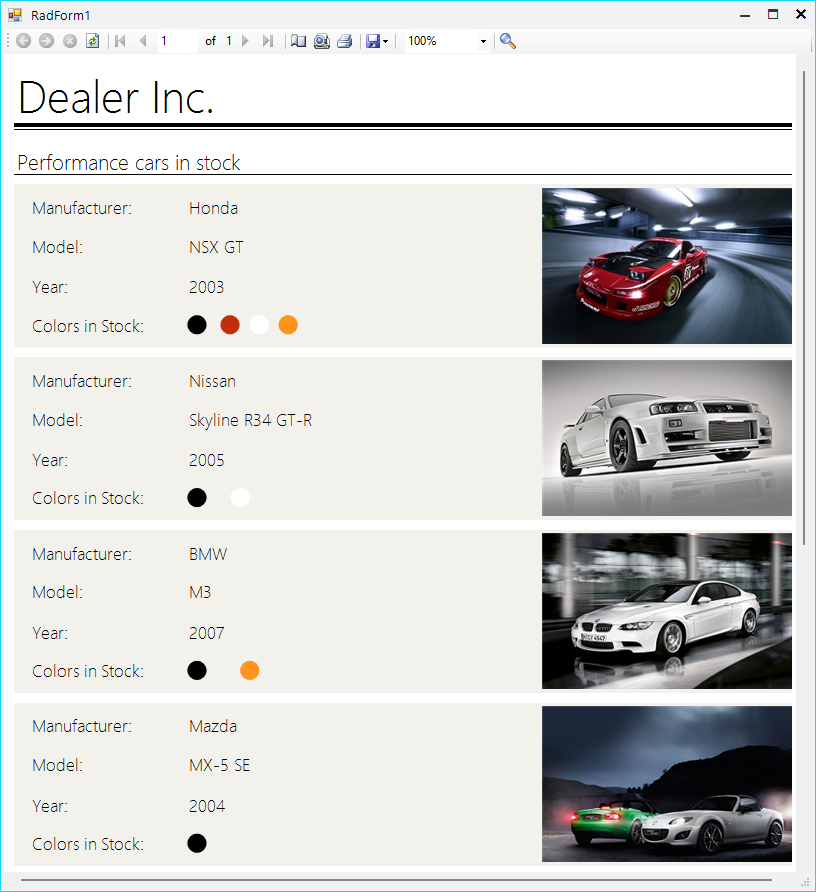 RadForm1
1 of 1 100%
Dealer Inc.
Performance cars in stock
Manufacturer: Honda
Model: NSX GT
Year: 2003
Colors in Stock:
Manufacturer: Nissan
Model: Skyline R34 GT-R
Year: 2005
Colors in Stock:
Manufacturer: BMW
Model: M3
Year: 2007
Colors in Stock:
Manufacturer: Mazda
Model: MX-5 SE
Year: 2004
Colors in Stock: